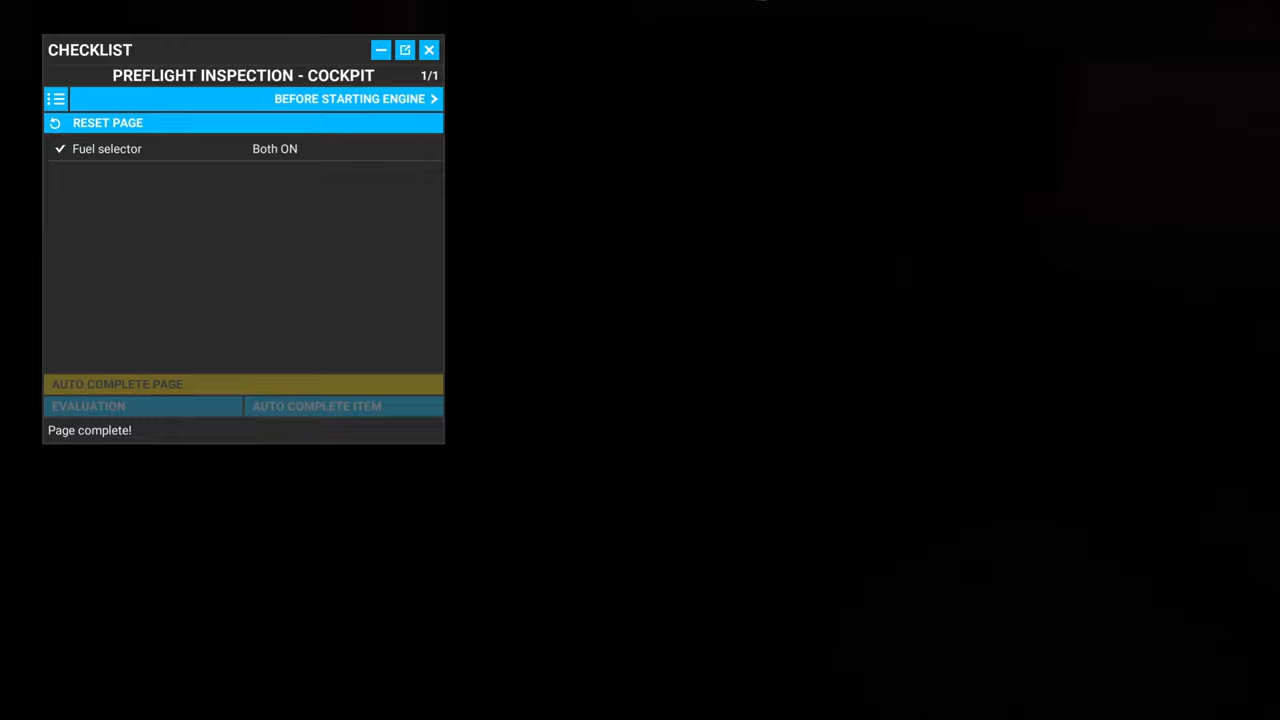 CHECKLIST
PREFLIGHT INSPECTION - COCKPIT 1/1
BEFORE STARTING ENGINE
RESET PAGE
Fuel selector Both ON
AUTO COMPLETE PAGE
EVALUATION AUTO COMPLETE ITEM
Page complete!